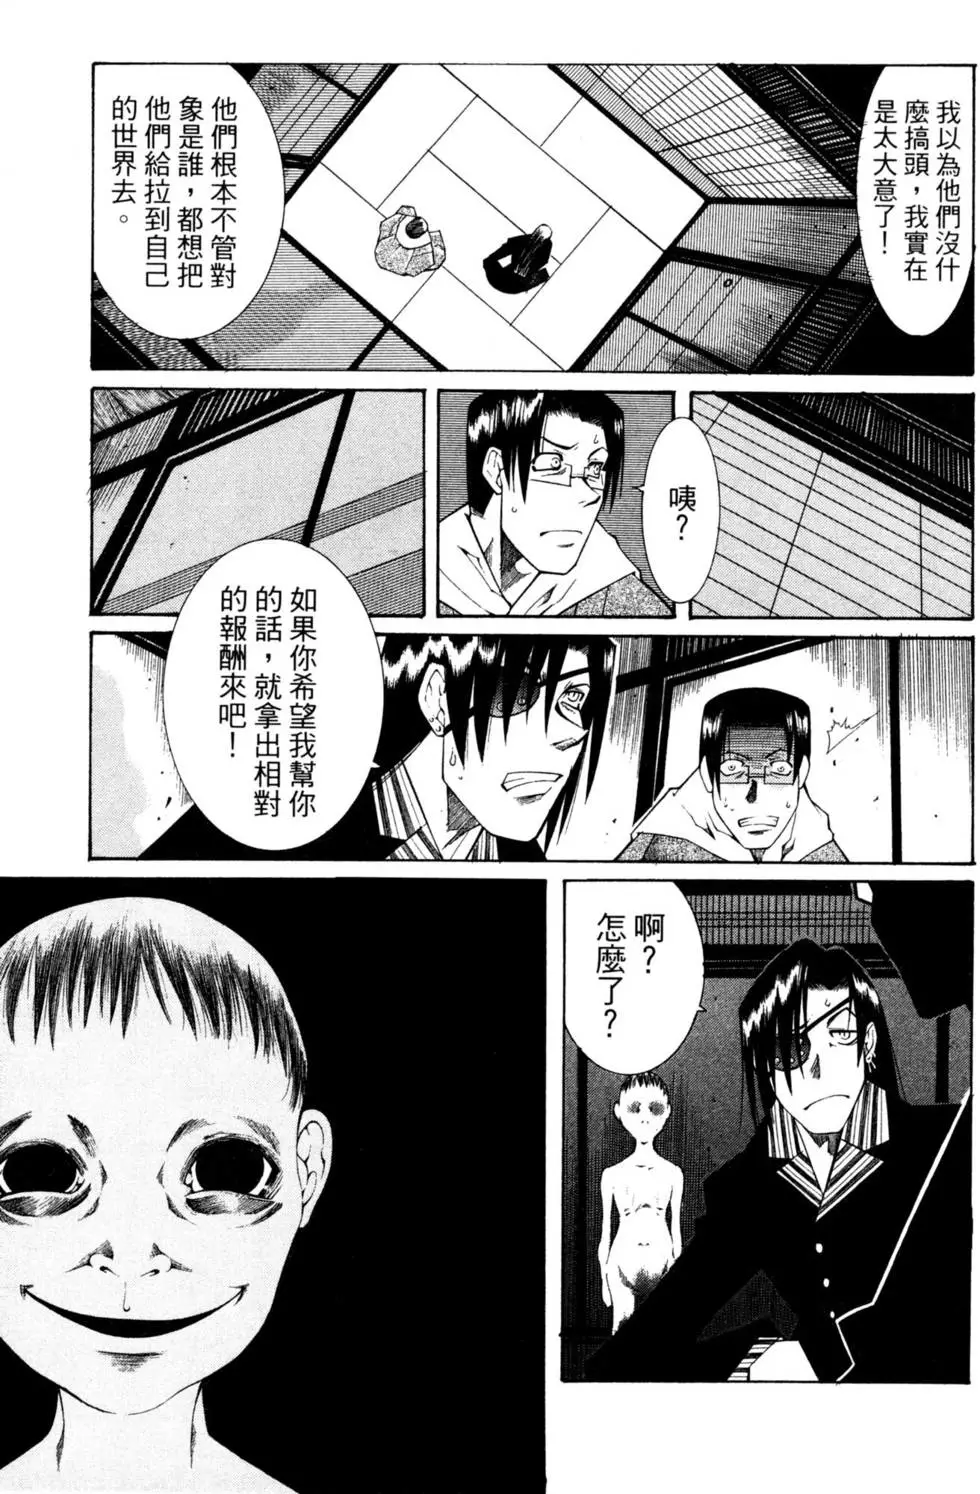 我以為他們沒什
麼搞頭，我實在
是太大意了！
他們根本不管對
象是誰，都想把
他們給拉到自己
的世界去。
咦？
如果你希望我幫你
的話，就拿出相對
的報酬來吧！
啊？
怎麼了？